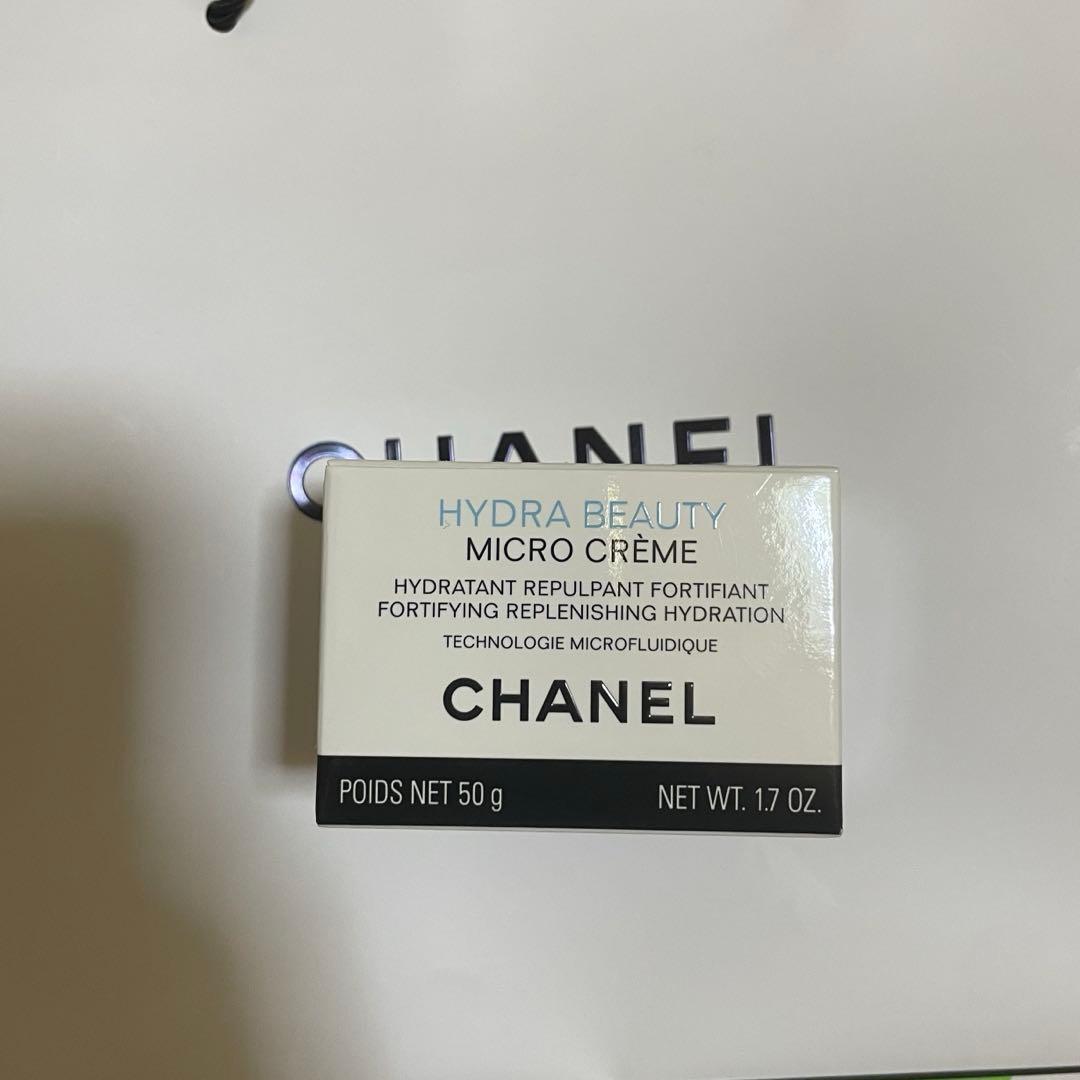 CHANEL
HYDRA BEAUTY
MICRO CRÈME
HYDRATANT REPULPANT FORTIFIANT
FORTIFYING REPLENISHING HYDRATION
TECHNOLOGIE MICROFLUIDIQUE
CHANEL
POIDS NET 50 g NET WT. 1.7 OZ.